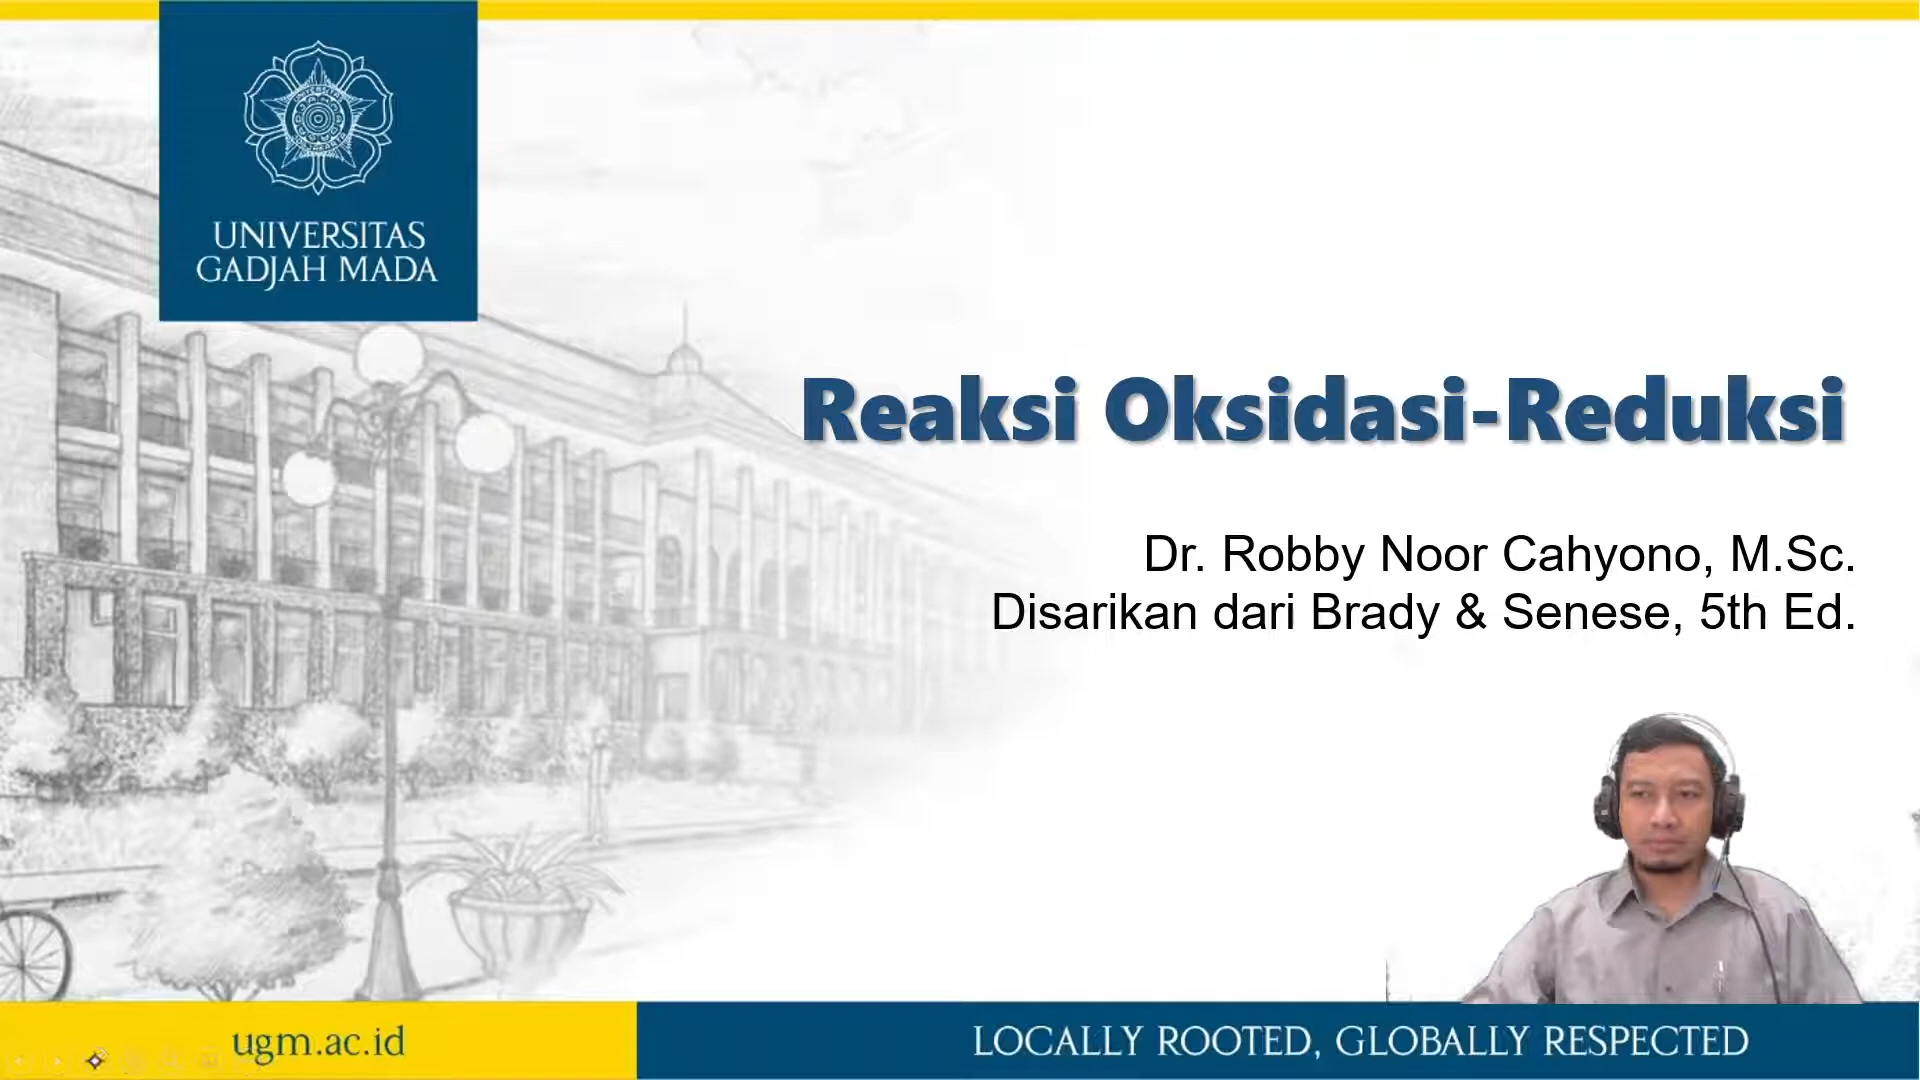 UNIVERSITAS
GADJAH MADA
Reaksi Oksidasi-Reduksi
Dr. Robby Noor Cahyono, M.Sc.
Disarikan dari Brady & Senese, 5th Ed.
ugm.ac.id
LOCALLY ROOTED, GLOBALLY RESPECTED